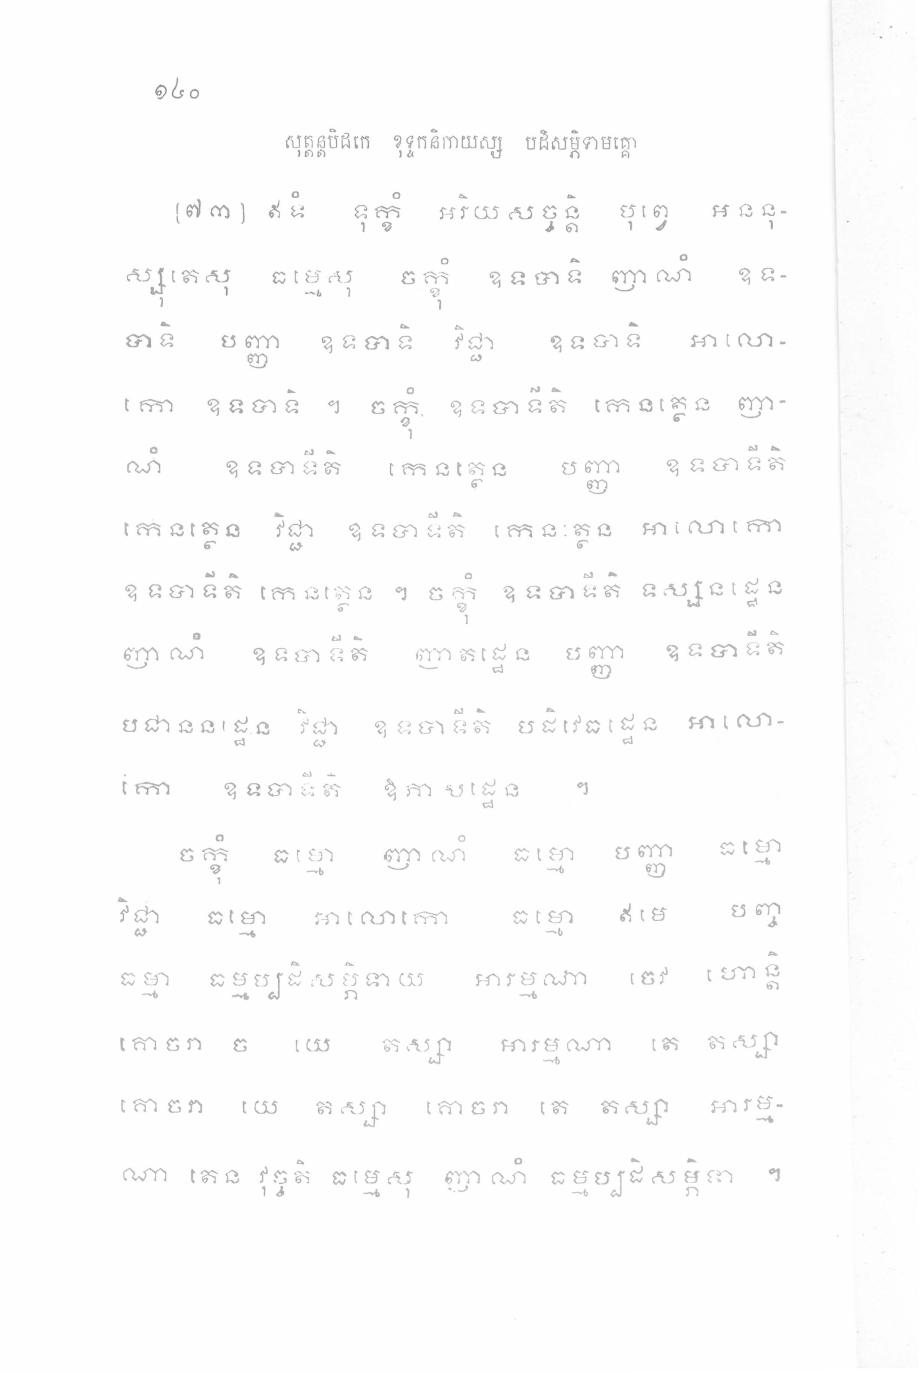 ១៤០
សុត្តន្តបិដកេ ខុទ្ទកនិកាយស្ស បដិសម្ភិទាមគ្គោ
[៧៣] ឥទំ ទុក្ខំ អរិយសច្ចន្តិ បុព្វេ អននុ-
ស្សុតេសុ ធម្មេសុ ចក្ខុំ ឧទបាទិ ញាណំ ឧទ-
បាទិ បញ្ញា ឧទបាទិ វិជ្ជា ឧទបាទិ អាលោ-
កោ ឧទបាទិ ។ ចក្ខុំ ឧទបាទីតិ កេនត្ថេន ញា-
ណំ ឧទបាទីតិ កេនត្ថេន បញ្ញា ឧទបាទីតិ
កេនត្ថេន វិជ្ជា ឧទបាទីតិ កេនត្ថេន អាលោកោ
ឧទបាទីតិ កេនត្ថេន ។ ចក្ខុំ ឧទបាទីតិ ទស្សនដ្ឋេន
ញាណំ ឧទបាទីតិ ញាតដ្ឋេន បញ្ញា ឧទបាទីតិ
បជាននដ្ឋេន វិជ្ជា ឧទបាទីតិ បដិវេធដ្ឋេន អាលោ-
កោ ឧទបាទីតិ ឱភាសដ្ឋេន ។
ចក្ខុំ ធម្មោ ញាណំ ធម្មោ បញ្ញា ធម្មោ
វិជ្ជា ធម្មោ អាលោកោ ធម្មោ ឥមេ បញ្ច
ធម្មា ធម្មប្បដិសម្ភិទាយ អារម្មណា ចេវ ហោន្តិ
គោចរា ច យេ តស្សា អារម្មណា តេ តស្សា
គោចរា យេ តស្សា គោចរា តេ តស្សា អារម្ម-
ណា តេន វុច្ចតិ ធម្មេសុ ញាណំ ធម្មប្បដិសម្ភិទា ។